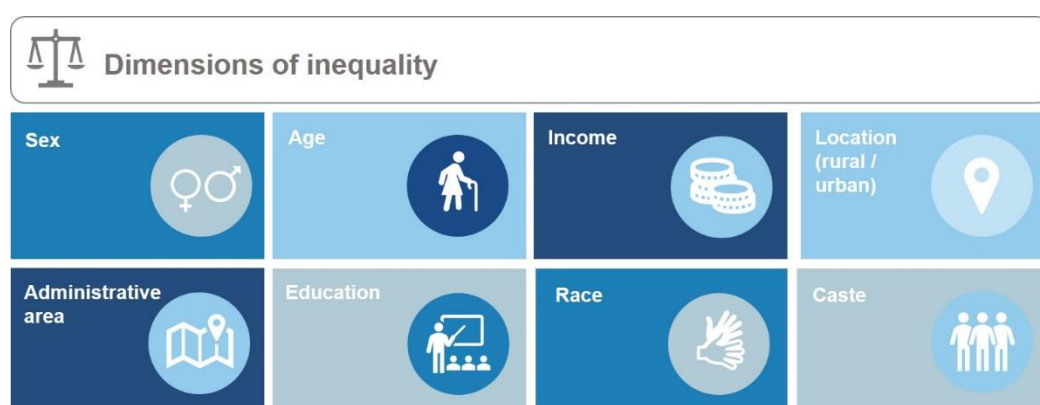 Dimensions of inequality
Sex
Age
Income
Location
(rural /
urban)
Administrative
area
Education
Race
Caste